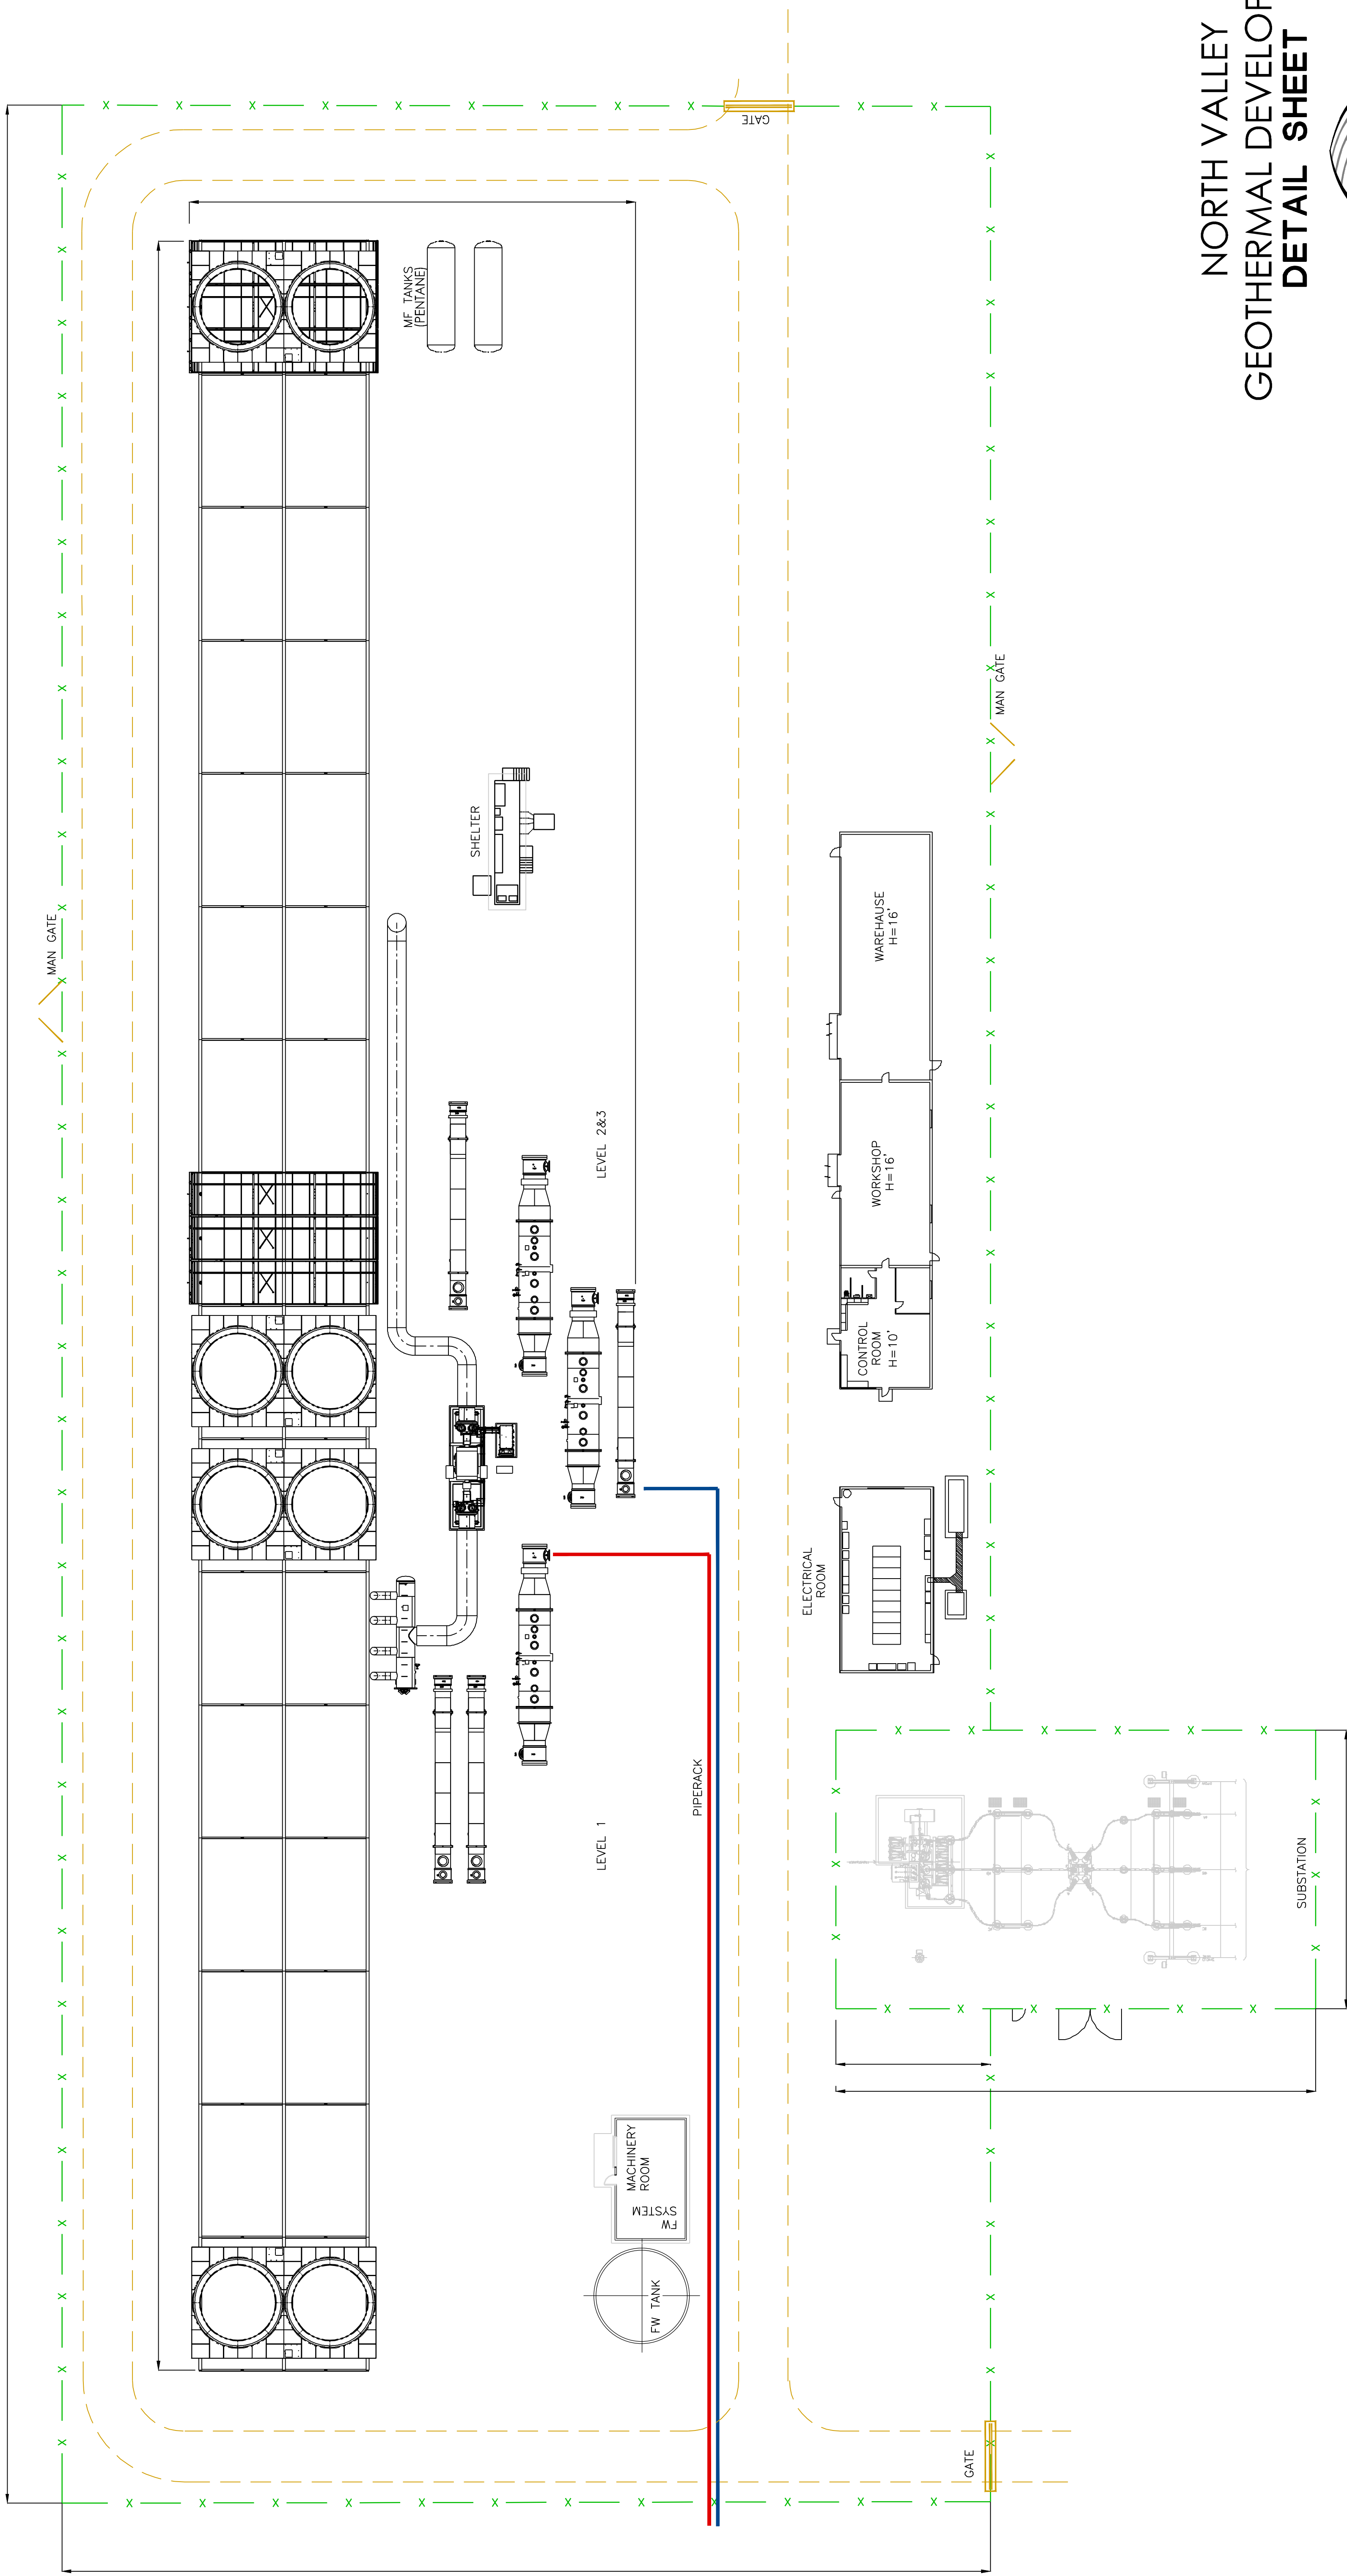 NORTH VALLEY
GEOTHERMAL DEVELOP
DETAIL SHEET
GATE
MF TANKS
(PENTANE)
MAN GATE
SHELTER
MAN GATE
WAREHAUSE
H=16'
LEVEL 2&3
WORKSHOP
H=16'
CONTROL
ROOM
H=10'
ELECTRICAL
ROOM
PIPERACK
LEVEL 1
SUBSTATION
MACHINERY
ROOM
FW
SYSTEM
FW TANK
GATE